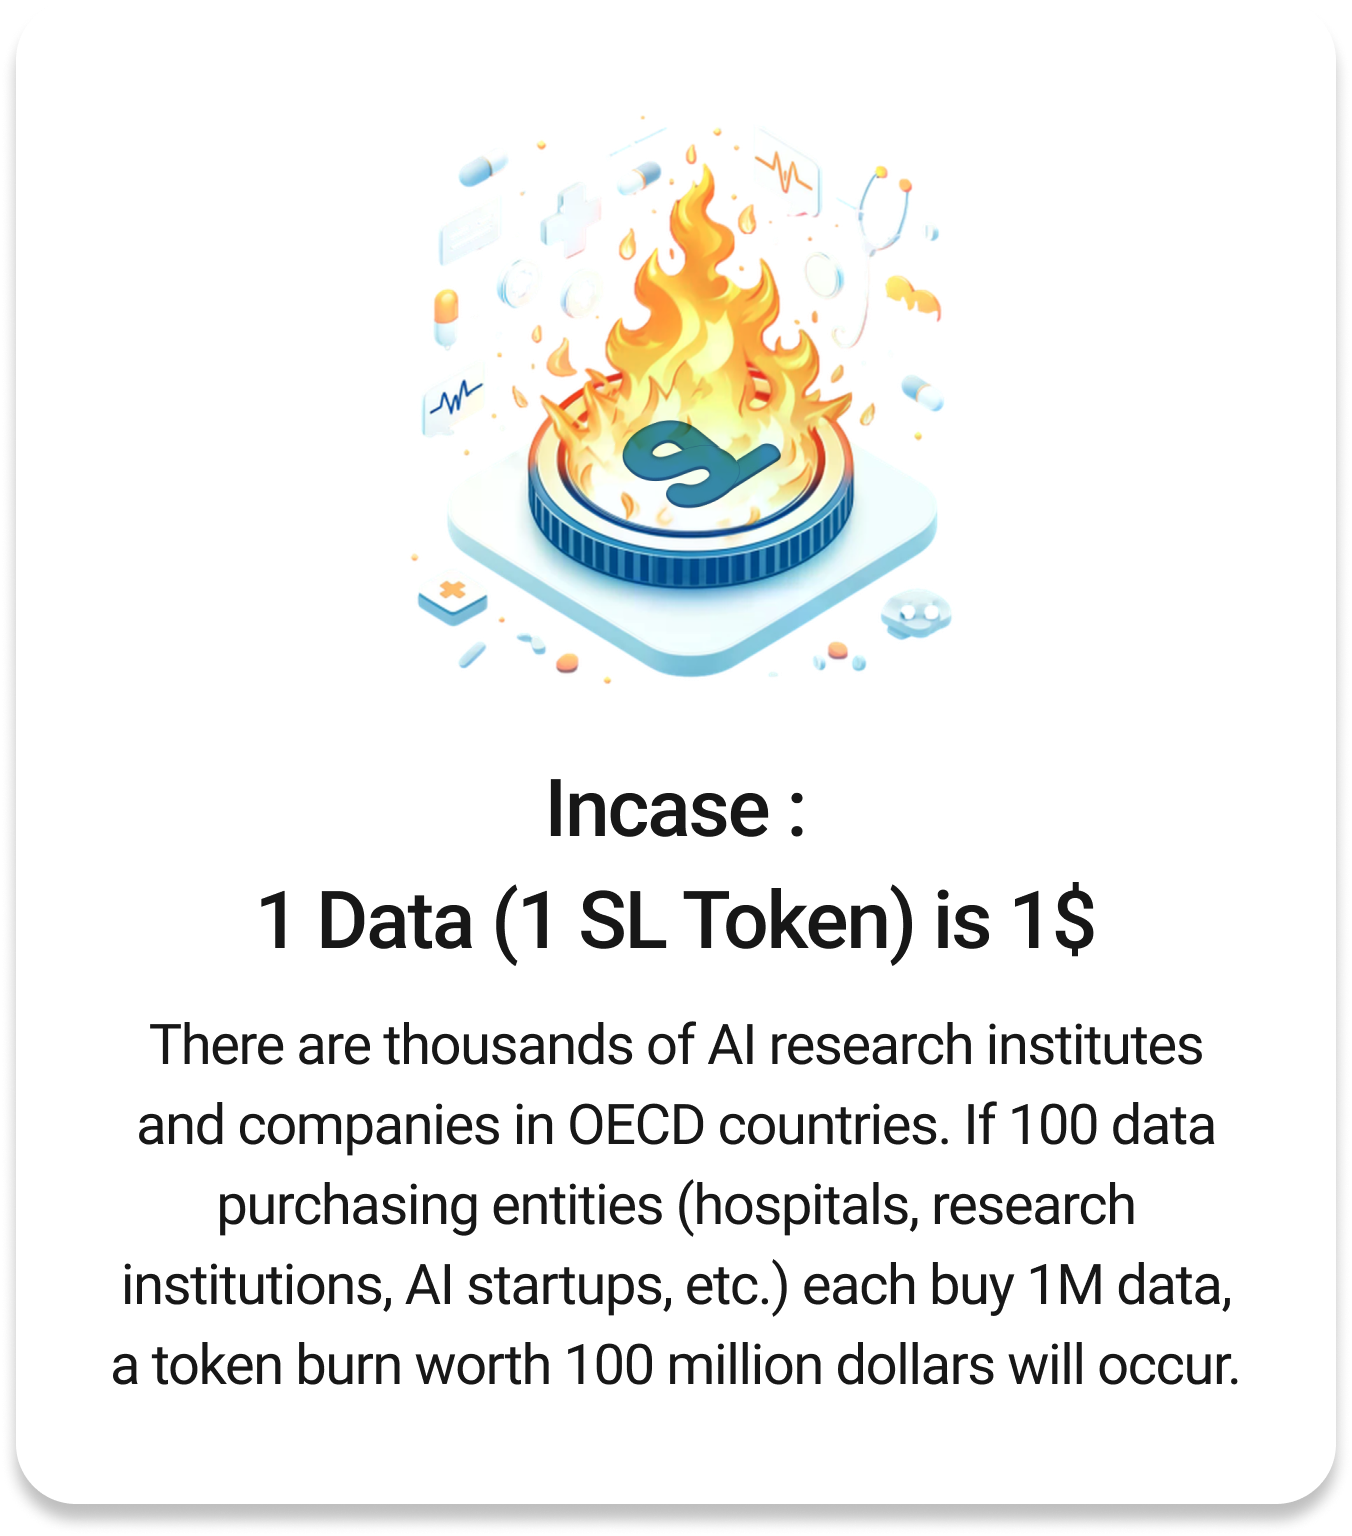 Incase :
1 Data (1 SL Token) is 1$
There are thousands of AI research institutes
and companies in OECD countries. If 100 data
purchasing entities (hospitals, research
institutions, AI startups, etc.) each buy 1M data,
a token burn worth 100 million dollars will occur.